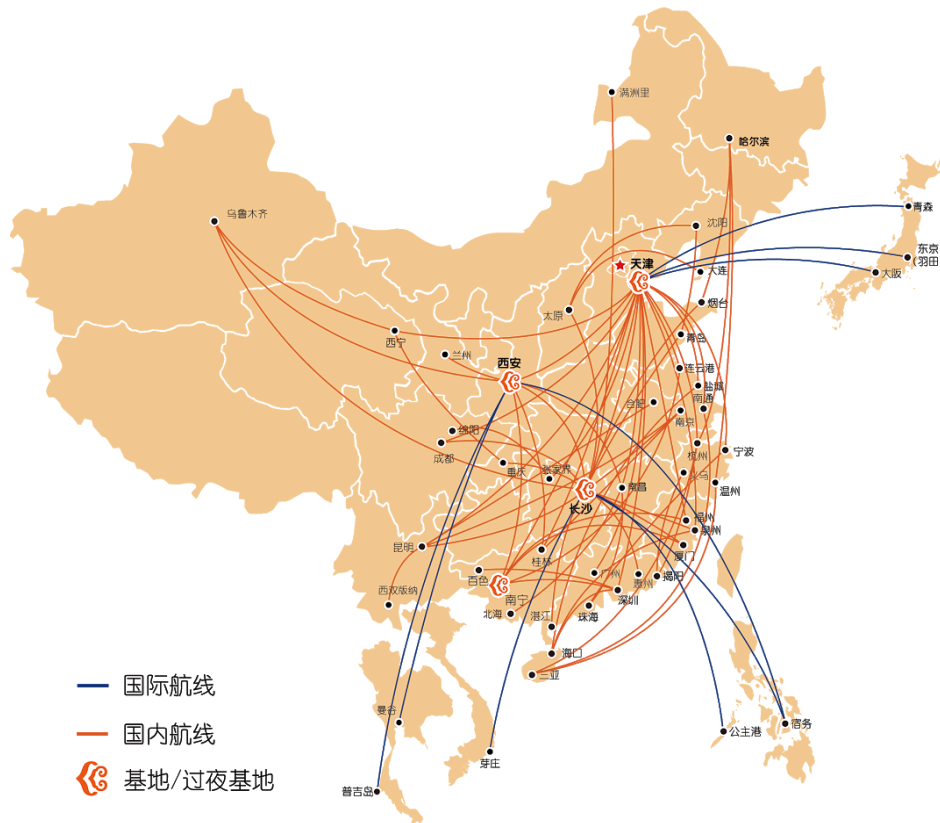 满洲里
哈尔滨
青森
乌鲁木齐
沈阳
东京
(羽田
天津
大连
大阪
烟台
太原
西宁
青岛
兰州
西安
连云港
盐城
南通
合肥
南京
绵阳
成都
杭州
宁波
重庆
张家界
义乌
南昌
温州
长沙
福州
泉州
昆明
厦门
桂林
百色
广州
惠州
揭阳
西双版纳
南宁
深圳
北海
湛江
珠海
海口
三亚
国际航线
曼谷
宿务
国内航线
公主港
芽庄
基地/过夜基地
普吉岛